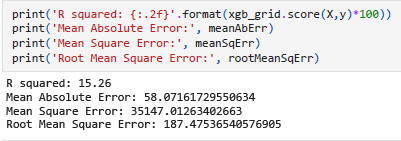 print('R squared: {:.2f}'.format(xgb_grid.score(X,y)*100))
print('Mean Absolute Error:', meanAbErr)
print('Mean Square Error:', meanSqErr)
print('Root Mean Square Error:', rootMeanSqErr)
R squared: 15.26
Mean Absolute Error: 58.07161729550634
Mean Square Error: 35147.01263402663
Root Mean Square Error: 187.47536540576905